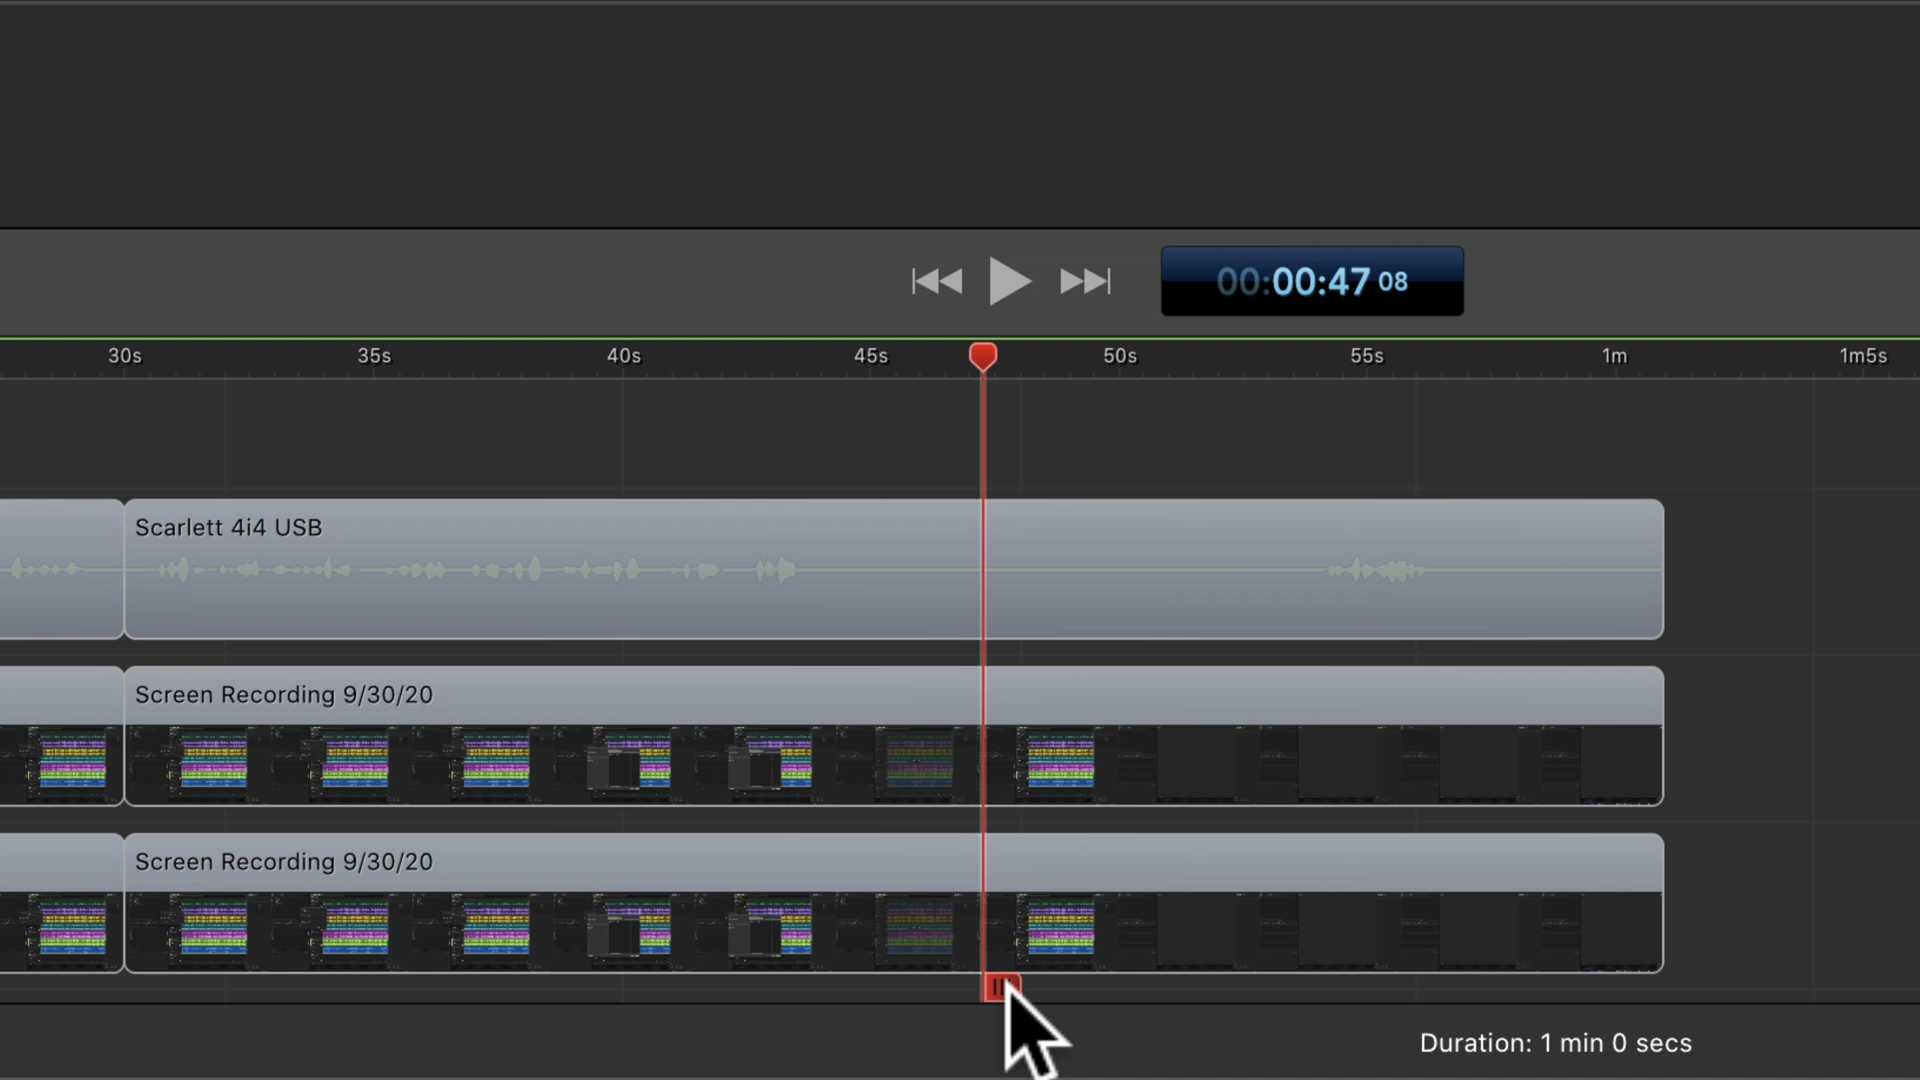 00:00:47 08
30s 35s 40s 45s 50s 55s 1m 1m5s
Scarlett 4i4 USB
Screen Recording 9/30/20
Screen Recording 9/30/20
Duration: 1 min 0 secs